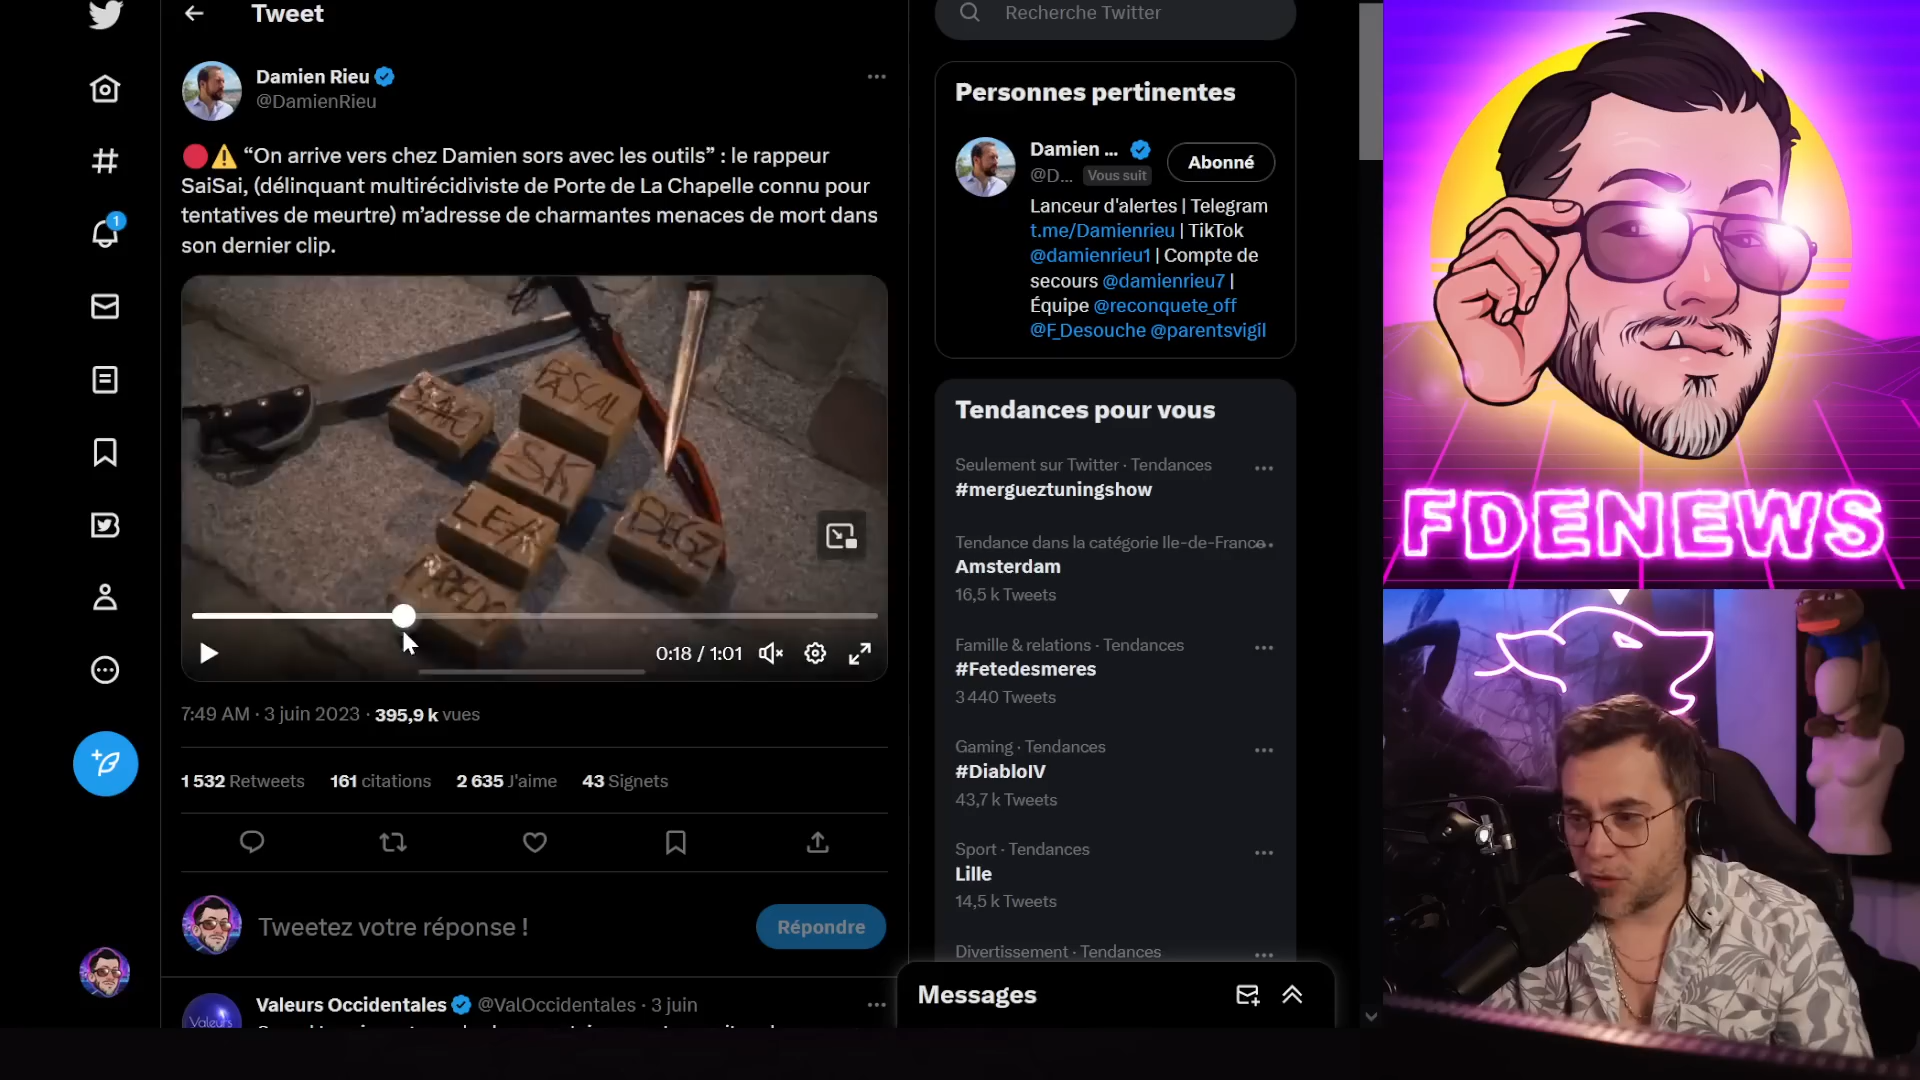 Tweet
Damien Rieu
@DamienRieu
“On arrive vers chez Damien sors avec les outils” : le rappeur
SaiSai, (délinquant multirécidiviste de Porte de La Chapelle connu pour
tentatives de meurtre) m’adresse de charmantes menaces de mort dans
son dernier clip.
PASCAL
SK
LEAX
BEGZ
0:18 / 1:01
7:49 AM · 3 juin 2023 · 395,9 k vues
1 532 Retweets 161 citations 2 635 J'aime 43 Signets
Tweetez votre réponse !
Répondre
Valeurs Occidentales @ValOccidentales · 3 juin
Valeurs
1
Recherche Twitter
Personnes pertinentes
Damien ...
@D... Vous suit
Abonné
Lanceur d'alertes | Telegram
t.me/Damienrieu | TikTok
@damienrieu1 | Compte de
secours @damienrieu7 |
Équipe @reconquete_off
@F_Desouche @parentsvigil
Tendances pour vous
Seulement sur Twitter · Tendances
#mergueztuningshow
Tendance dans la catégorie Ile-de-France
Amsterdam
16,5 k Tweets
Famille & relations · Tendances
#Fetedesmeres
3 440 Tweets
Gaming · Tendances
#DiabloIV
43,7 k Tweets
Sport · Tendances
Lille
14,5 k Tweets
Divertissement · Tendances
Messages
FDENEWS